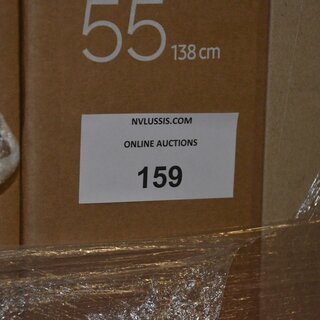 55 138 cm
NVLUSSIS.COM
ONLINE AUCTIONS
159